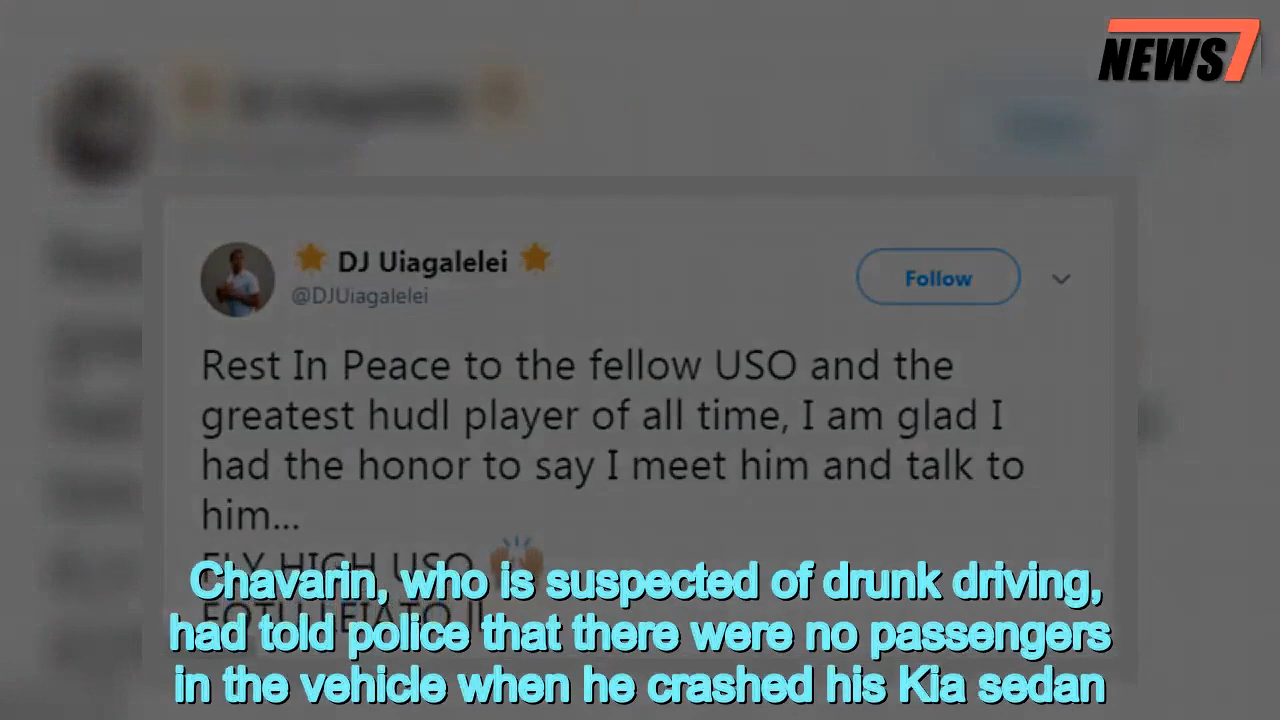 NEWS7
DJ Uiagalelei
@DJUiagalelei
Follow
Rest In Peace to the fellow USO and the
greatest hudl player of all time, I am glad I
had the honor to say I meet him and talk to
him...
FLY HIGH USO
FOTU LEIATO II
Chavarin, who is suspected of drunk driving,
had told police that there were no passengers
in the vehicle when he crashed his Kia sedan